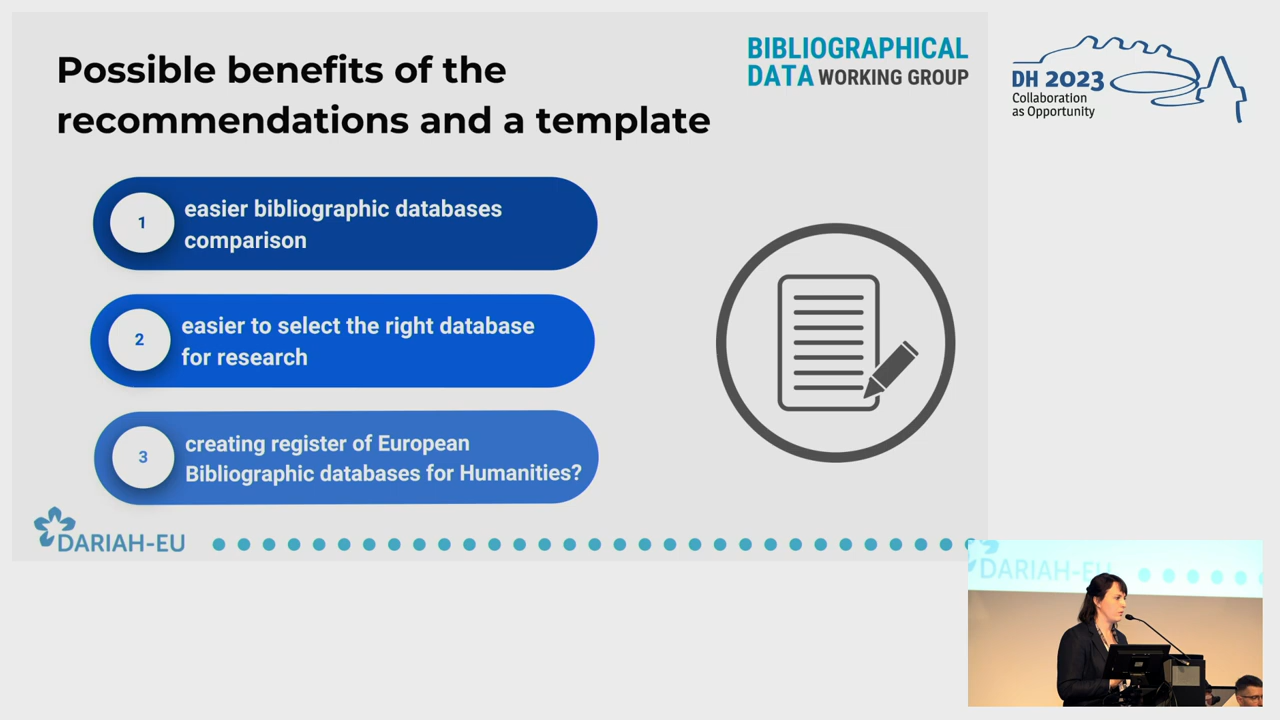 Possible benefits of the
recommendations and a template
BIBLIOGRAPHICAL
DATA WORKING GROUP
DH 2023
Collaboration
as Opportunity
1
easier bibliographic databases
comparison
2
easier to select the right database
for research
3
creating register of European
Bibliographic databases for Humanities?
DARIAH-EU
DARIAH-EU